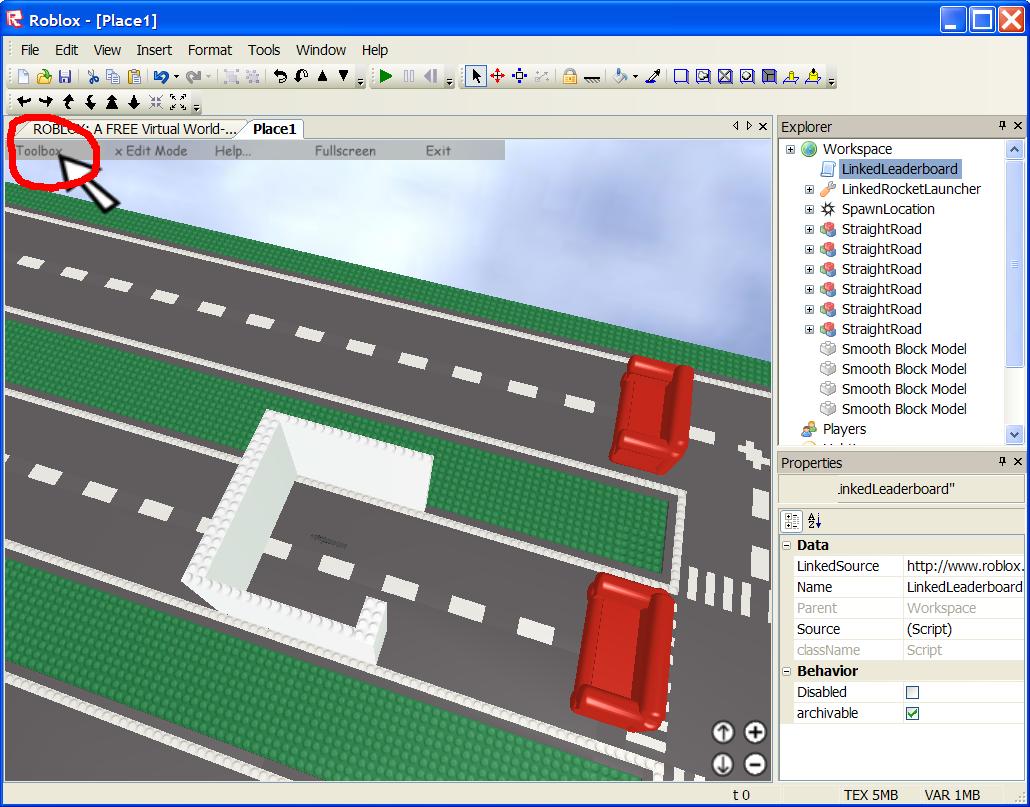 Roblox - [Place1]
File Edit View Insert Format Tools Window Help
ROBLOX: A FREE Virtual World-... Place1
Toolbox x Edit Mode Help... Fullscreen Exit
Explorer
Workspace
LinkedLeaderboard
LinkedRocketLauncher
SpawnLocation
StraightRoad
StraightRoad
StraightRoad
StraightRoad
StraightRoad
StraightRoad
Smooth Block Model
Smooth Block Model
Smooth Block Model
Smooth Block Model
Players
Properties
.inkedLeaderboard"
Data
LinkedSource http://www.roblox.
Name LinkedLeaderboard
Parent Workspace
Source (Script)
className Script
Behavior
Disabled
archivable
t 0 TEX 5MB VAR 1MB